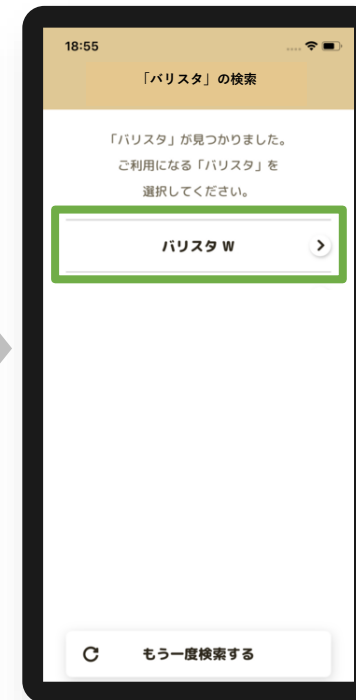 18:55
「バリスタ」の検索
「バリスタ」が見つかりました。
ご利用になる「バリスタ」を
選択してください。
バリスタ W
もう一度検索する